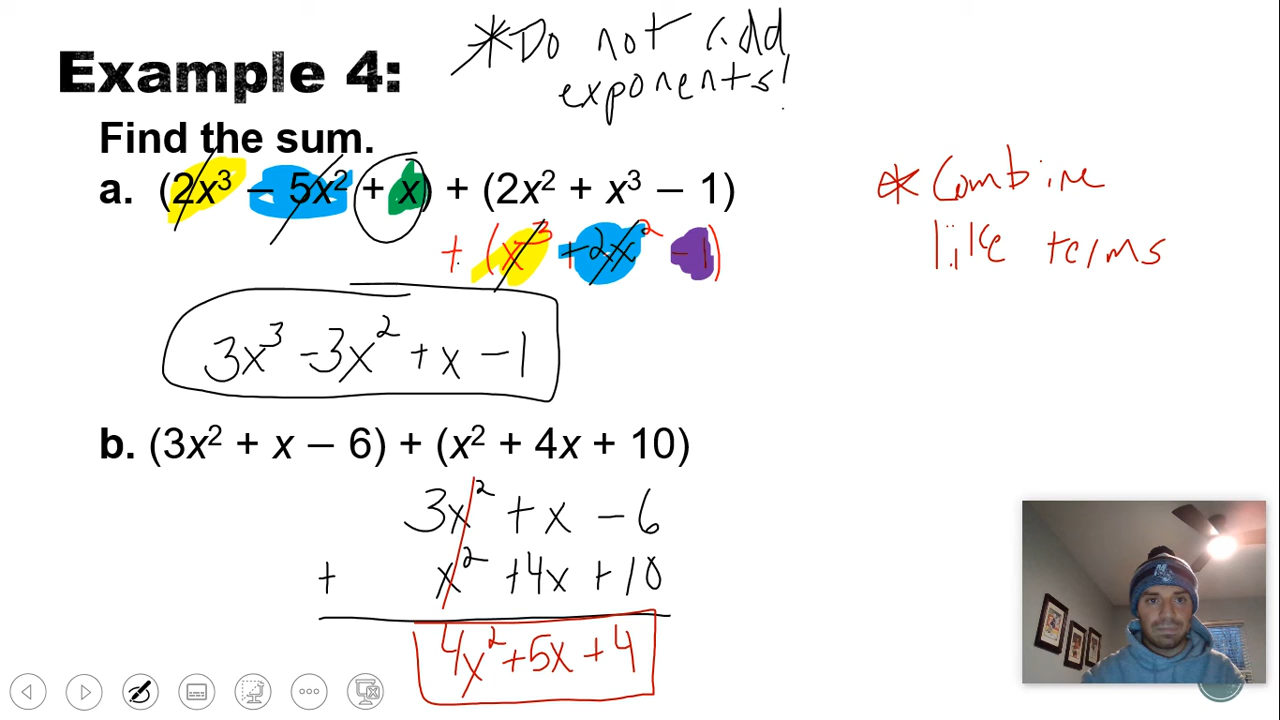 *Do not add
exponents!
Example 4:
Find the sum.
a. (2x³ – 5x² + x) + (2x² + x³ – 1)
+ (x³ +2x² -1)
* Combine
like terms
3x³ -3x² + x -1
b. (3x² + x – 6) + (x² + 4x + 10)
3x² + x - 6
+ x² +4x +10
4x² +5x +4